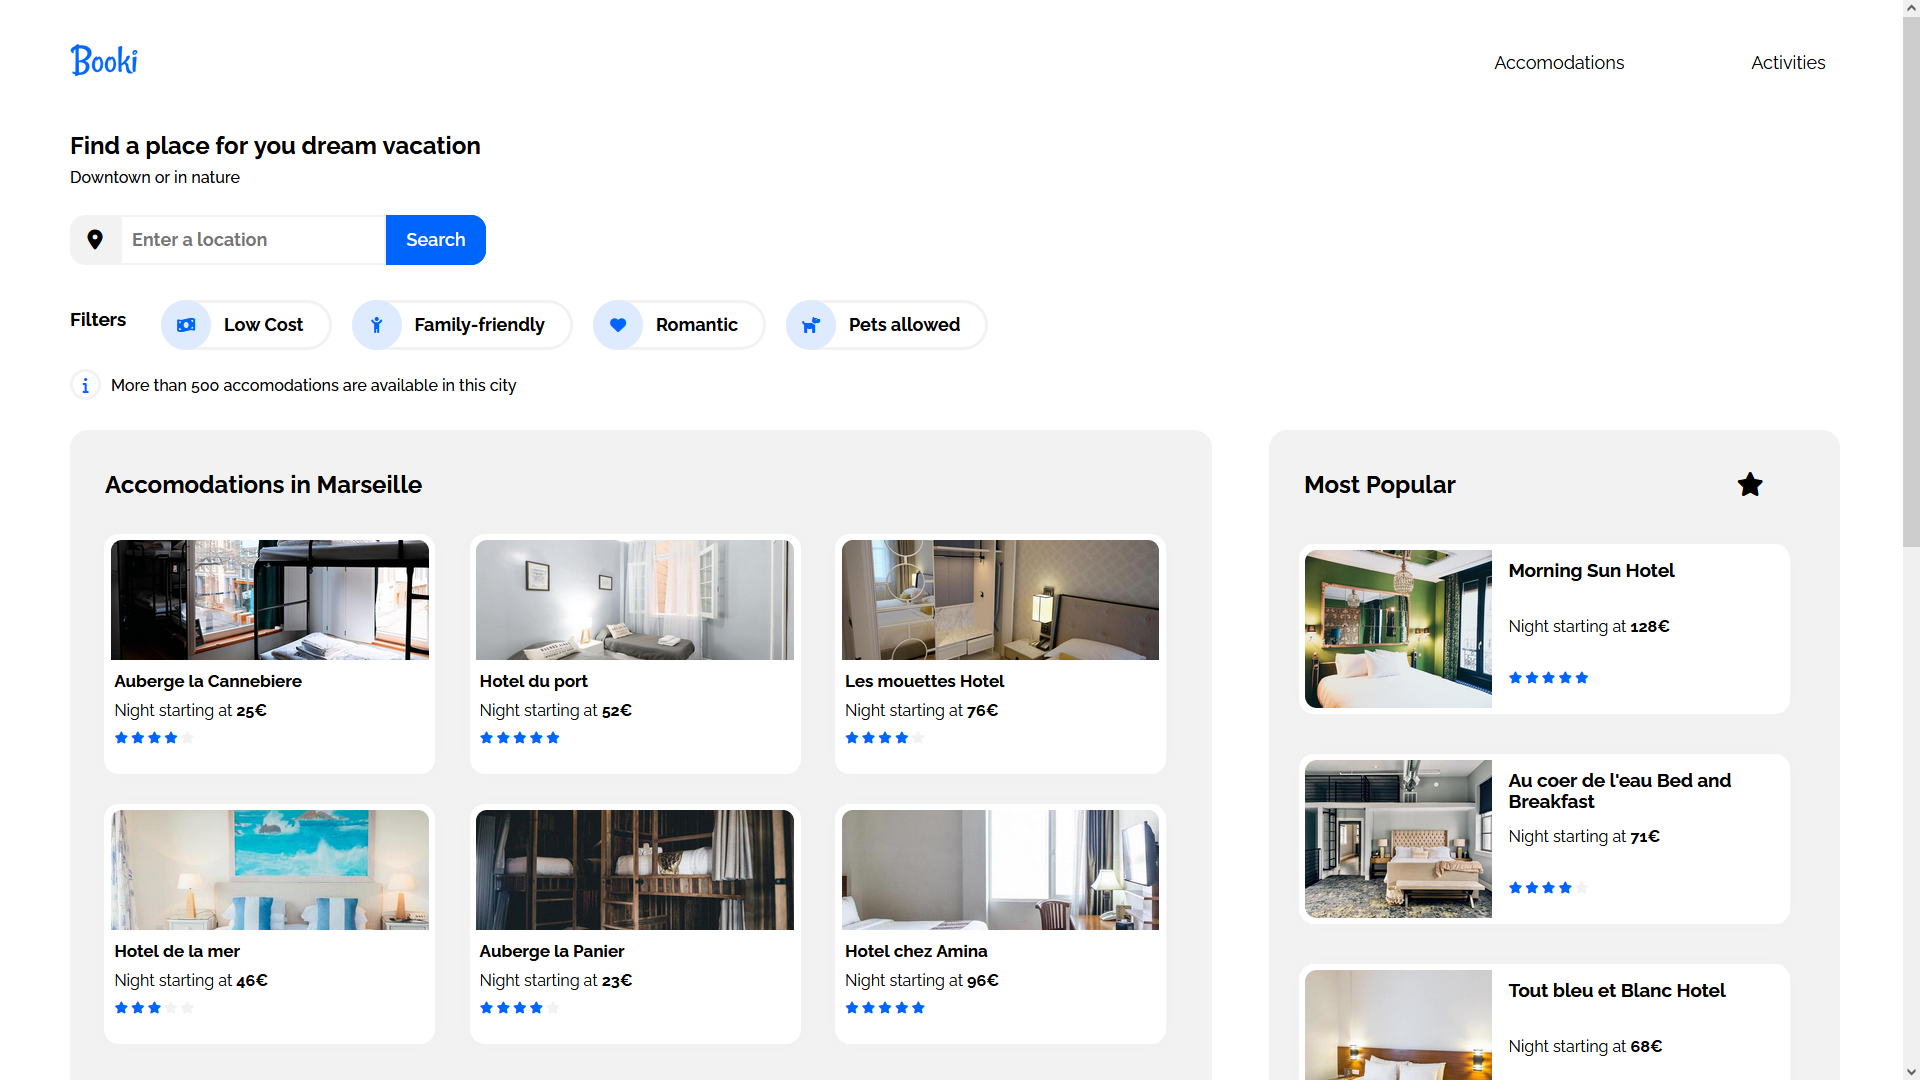 Booki
Accomodations
Activities
Find a place for you dream vacation
Downtown or in nature
Enter a location
Search
Filters
Low Cost
Family-friendly
Romantic
Pets allowed
More than 500 accomodations are available in this city
Accomodations in Marseille
Auberge la Cannebiere
Night starting at 25€
Hotel du port
Night starting at 52€
Les mouettes Hotel
Night starting at 76€
Hotel de la mer
Night starting at 46€
Auberge la Panier
Night starting at 23€
Hotel chez Amina
Night starting at 96€
Most Popular
Morning Sun Hotel
Night starting at 128€
Au coer de l'eau Bed and
Breakfast
Night starting at 71€
Tout bleu et Blanc Hotel
Night starting at 68€